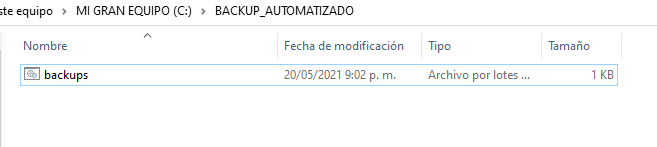 ste equipo › MI GRAN EQUIPO (C:) › BACKUP_AUTOMATIZADO
Nombre Fecha de modificación Tipo Tamaño
backups 20/05/2021 9:02 p. m. Archivo por lotes ... 1 KB